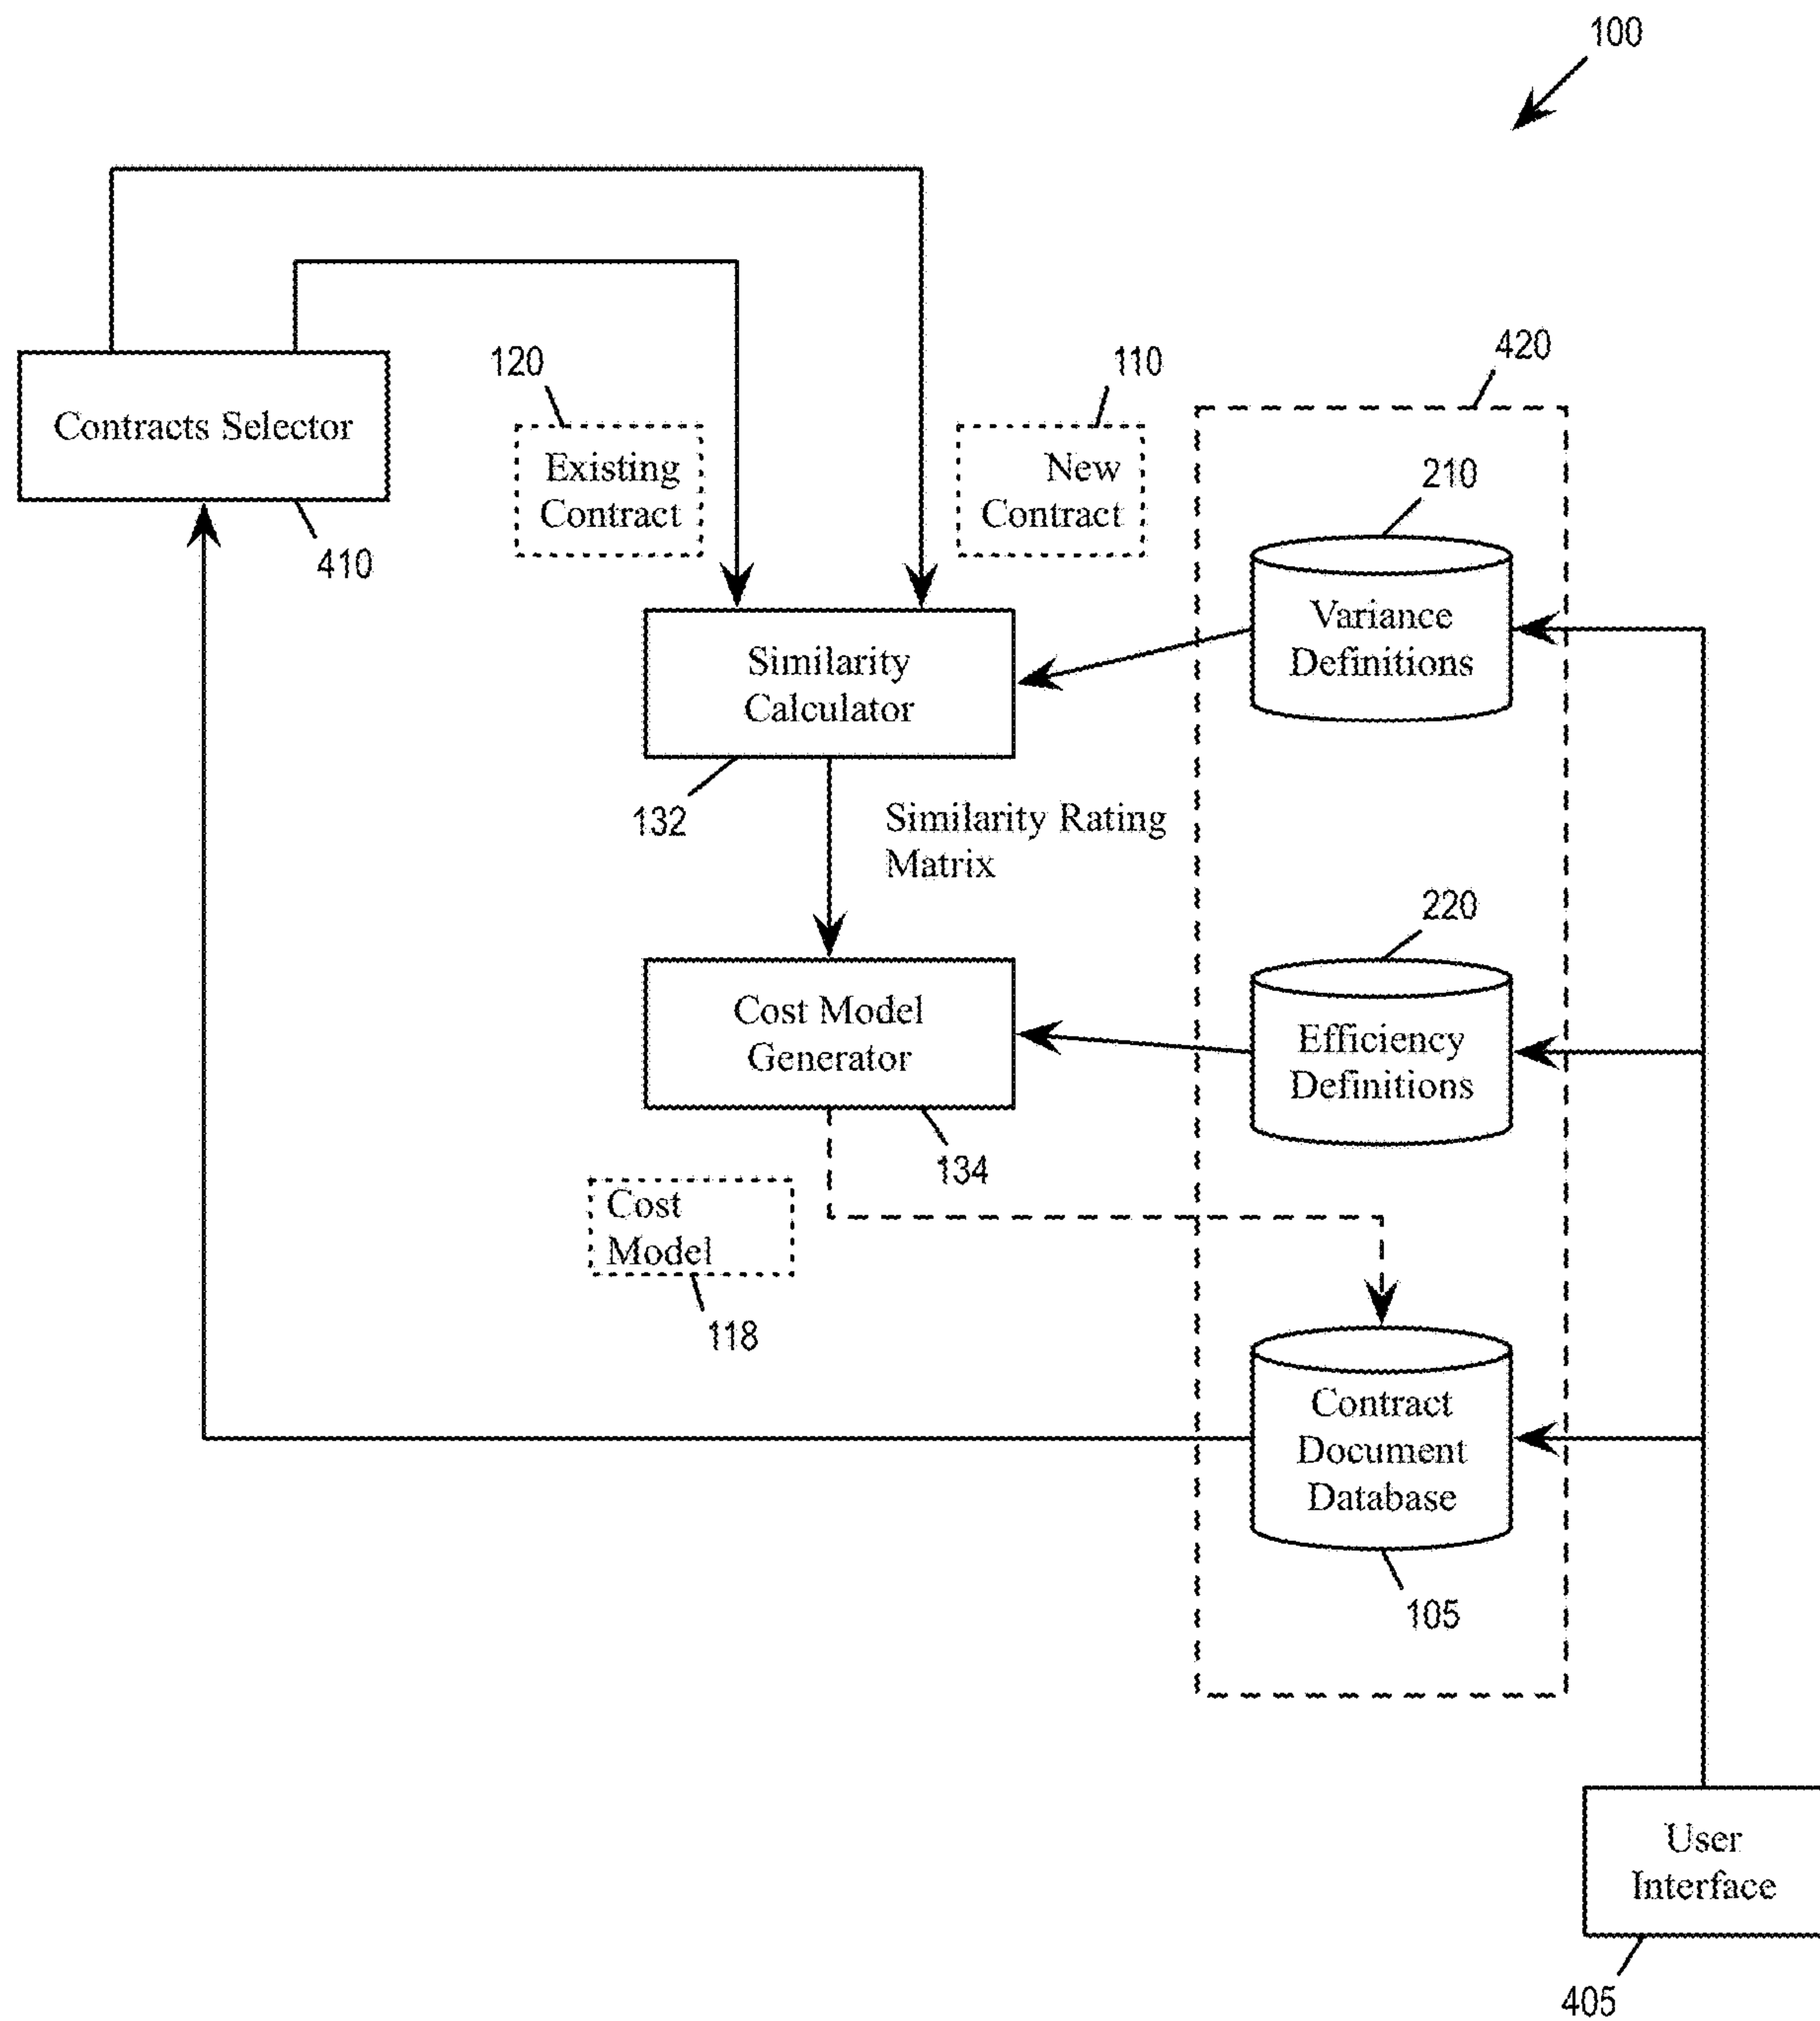 100
120
110
420
Contracts Selector
Existing
Contract
New
Contract
210
410
Variance
Definitions
Similarity
Calculator
132
Similarity Rating
Matrix
220
Cost Model
Generator
Efficiency
Definitions
134
Cost
Model
118
Contract
Document
Database
105
User
Interface
405